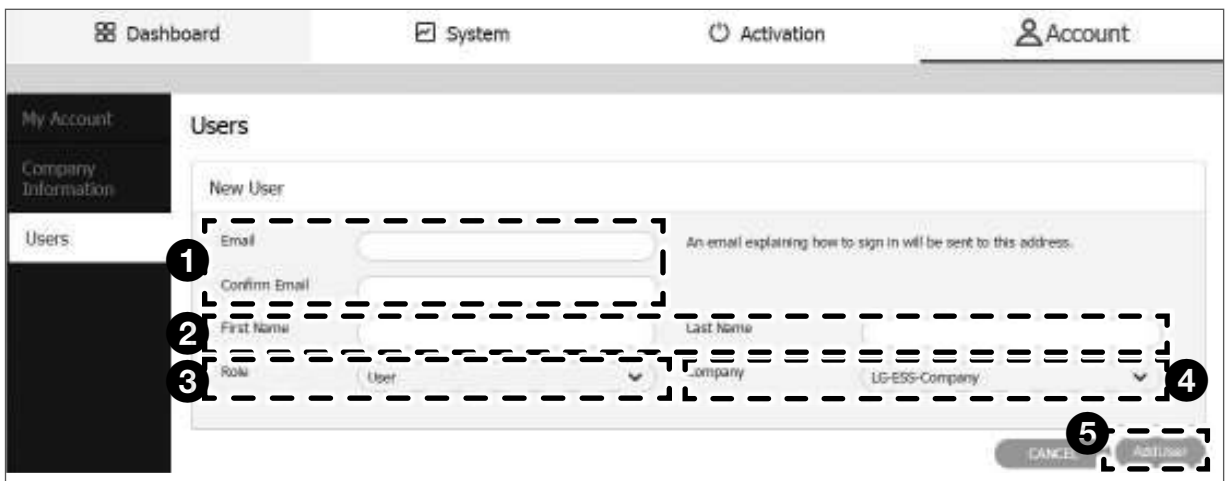 Dashboard System Activation Account
My Account
Users
Company
Information
New User
Users
Email An email explaining how to sign in will be sent to this address.
1
Confirm Email
2 First Name Last Name
3 Role User Company LG-ESS-Company 4
5
CANCEL Add User